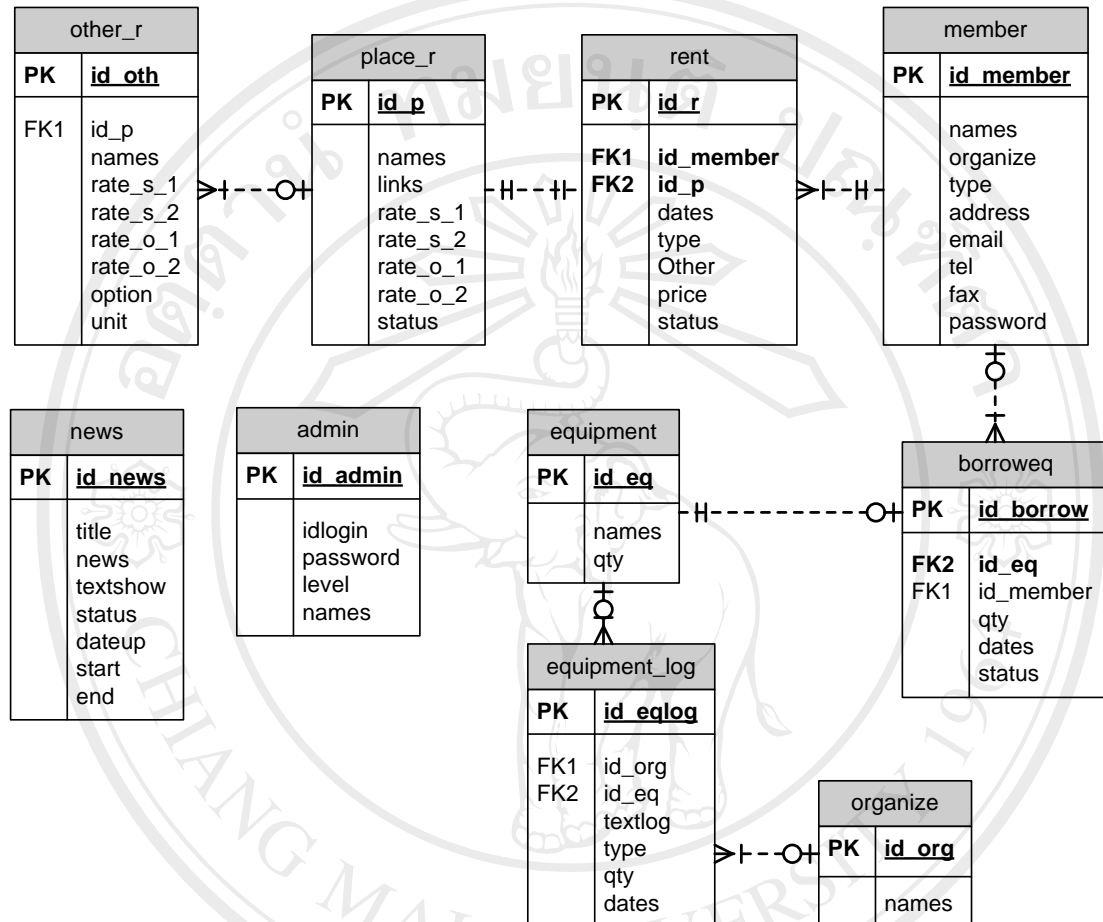 other_r
PK id_oth
FK1 id_p
names
rate_s_1
rate_s_2
rate_o_1
rate_o_2
option
unit
place_r
PK id_p
names
links
rate_s_1
rate_s_2
rate_o_1
rate_o_2
status
rent
PK id_r
FK1 id_member
FK2 id_p
dates
type
Other
price
status
member
PK id_member
names
organize
type
address
email
tel
fax
password
news
PK id_news
title
news
textshow
status
dateup
start
end
admin
PK id_admin
idlogin
password
level
names
equipment
PK id_eq
names
qty
borroweq
PK id_borrow
FK2 id_eq
FK1 id_member
qty
dates
status
equipment_log
PK id_eqlog
FK1 id_org
FK2 id_eq
textlog
type
qty
dates
organize
PK id_org
names